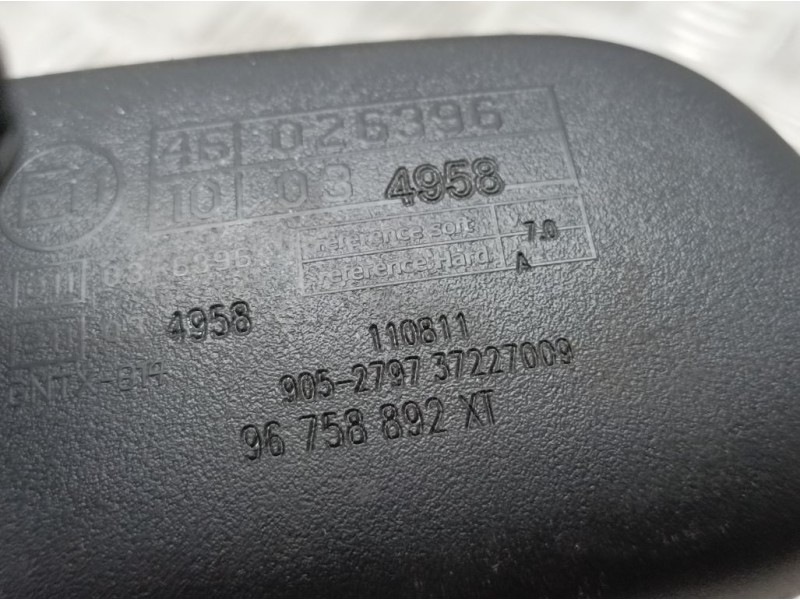 46 026396
10 03 4958
reference Soft 7.0
reference Hard A
4958
110811
905-2797 37227009
96 758 892 XT